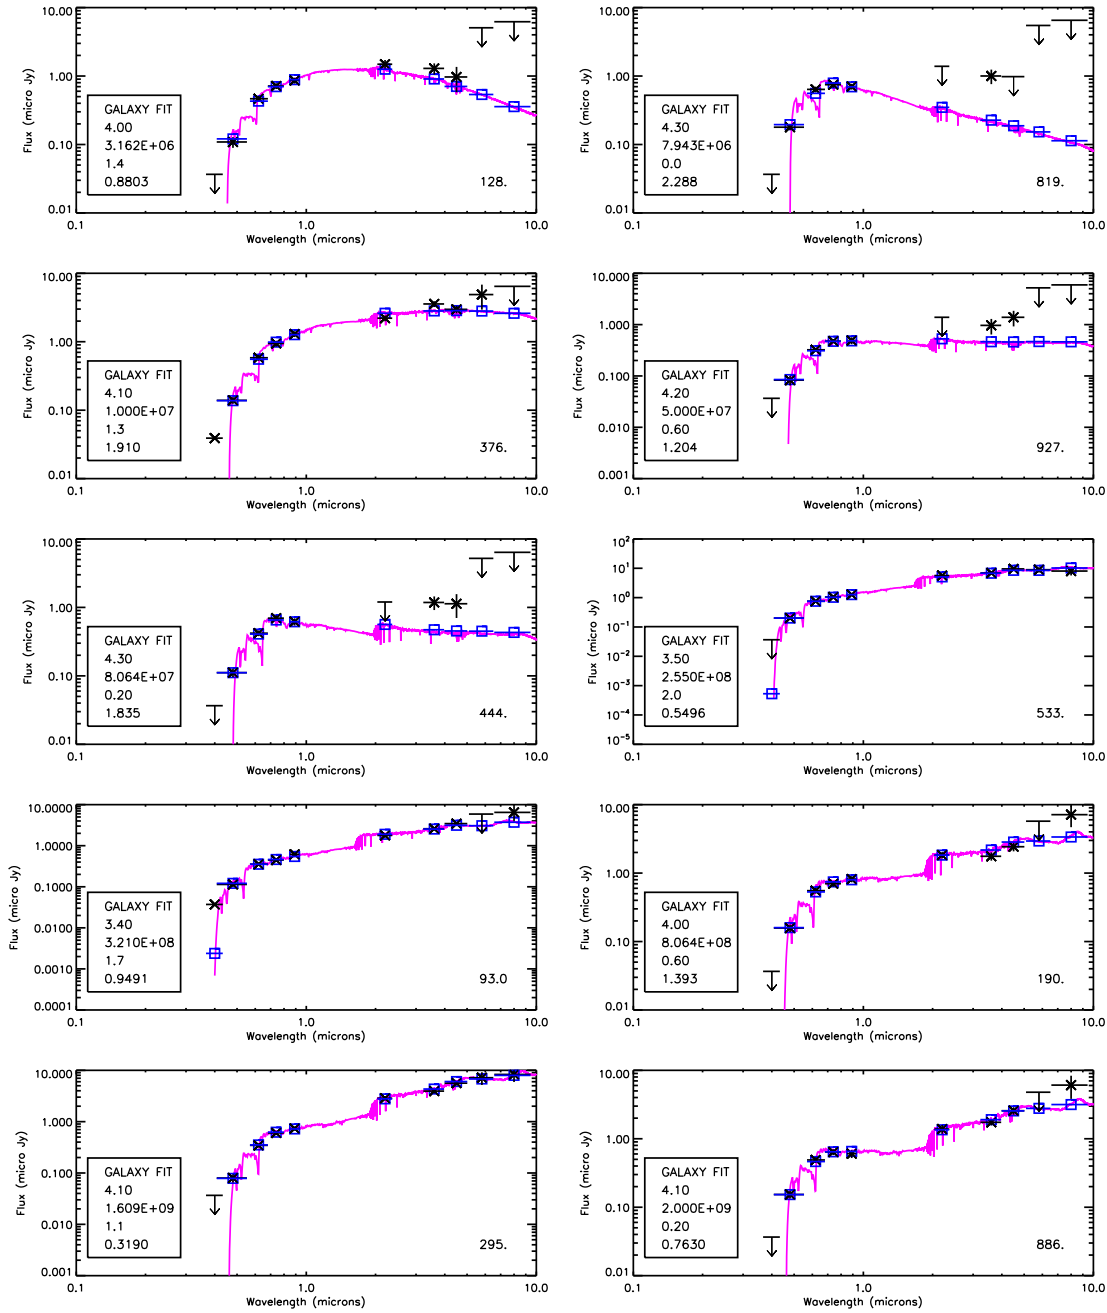 10.00
1.00
0.10
0.01
Flux (micro Jy)
GALAXY FIT
4.00
3.162E+06
1.4
0.8803
128.
0.1
1.0
10.0
Wavelength (microns)
10.00
1.00
0.10
0.01
Flux (micro Jy)
GALAXY FIT
4.30
7.943E+06
0.0
2.288
819.
0.1
1.0
10.0
Wavelength (microns)
10.00
1.00
0.10
0.01
Flux (micro Jy)
GALAXY FIT
4.10
1.000E+07
1.3
1.910
376.
0.1
1.0
10.0
Wavelength (microns)
10.000
1.000
0.100
0.010
0.001
Flux (micro Jy)
GALAXY FIT
4.20
5.000E+07
0.60
1.204
927.
0.1
1.0
10.0
Wavelength (microns)
10.00
1.00
0.10
0.01
Flux (micro Jy)
GALAXY FIT
4.30
8.064E+07
0.20
1.835
444.
0.1
1.0
10.0
Wavelength (microns)
10²
10¹
10⁰
10⁻¹
10⁻²
10⁻³
10⁻⁴
10⁻⁵
Flux (micro Jy)
GALAXY FIT
3.50
2.550E+08
2.0
0.5496
533.
0.1
1.0
10.0
Wavelength (microns)
10.0000
1.0000
0.1000
0.0100
0.0010
0.0001
Flux (micro Jy)
GALAXY FIT
3.40
3.210E+08
1.7
0.9491
93.0
0.1
1.0
10.0
Wavelength (microns)
10.00
1.00
0.10
0.01
Flux (micro Jy)
GALAXY FIT
4.00
8.064E+08
0.60
1.393
190.
0.1
1.0
10.0
Wavelength (microns)
10.000
1.000
0.100
0.010
0.001
Flux (micro Jy)
GALAXY FIT
4.10
1.609E+09
1.1
0.3190
295.
0.1
1.0
10.0
Wavelength (microns)
10.00
1.00
0.10
0.01
Flux (micro Jy)
GALAXY FIT
4.10
2.000E+09
0.20
0.7630
886.
0.1
1.0
10.0
Wavelength (microns)